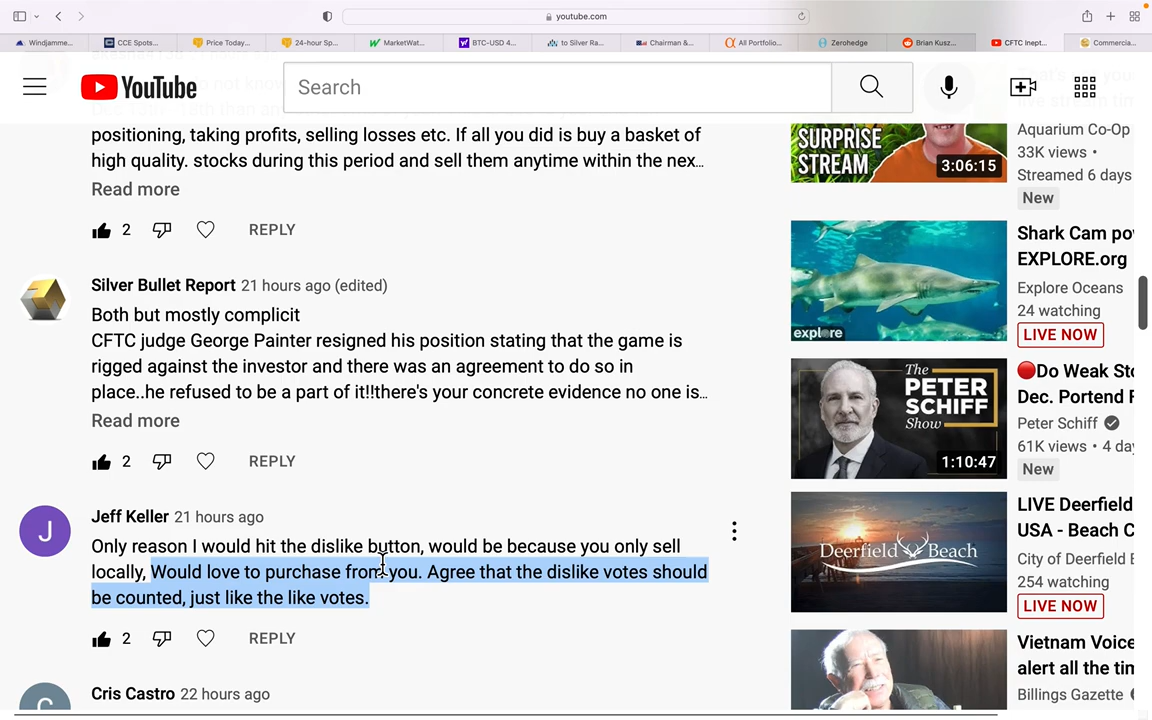 youtube.com
Windjamme...
CCE Spots...
Price Today...
24-hour Sp...
MarketWat...
BTC-USD 4...
to Silver Ra...
Chairman &...
All Portfolio...
Zerohedge
Brian Kusz...
CFTC Inept...
Commercia...
YouTube
Search
positioning, taking profits, selling losses etc. If all you did is buy a basket of
high quality. stocks during this period and sell them anytime within the nex...
Read more
2
REPLY
Silver Bullet Report 21 hours ago (edited)
Both but mostly complicit
CFTC judge George Painter resigned his position stating that the game is
rigged against the investor and there was an agreement to do so in
place..he refused to be a part of it!!there's your concrete evidence no one is...
Read more
2
REPLY
J
Jeff Keller 21 hours ago
Only reason I would hit the dislike button, would be because you only sell
locally, Would love to purchase from you. Agree that the dislike votes should
be counted, just like the like votes.
2
REPLY
C
Cris Castro 22 hours ago
SURPRISE
STREAM
3:06:15
Aquarium Co-Op
33K views •
Streamed 6 days
New
explore
Shark Cam po
EXPLORE.org
Explore Oceans
24 watching
LIVE NOW
The
PETER
SCHIFF
Show
1:10:47
Do Weak Sto
Dec. Portend
Peter Schiff
61K views • 4 day
New
Deerfield Beach
LIVE Deerfield
USA - Beach C
City of Deerfield
254 watching
LIVE NOW
Vietnam Voice
alert all the tim
Billings Gazette